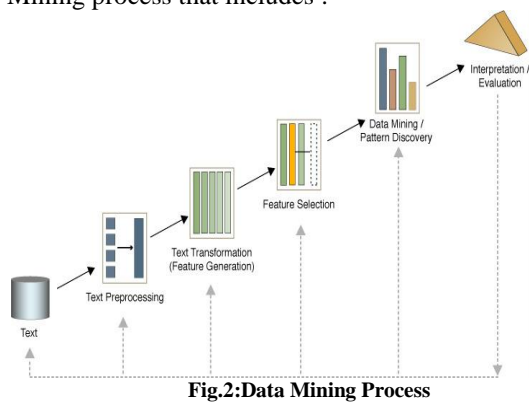 Mining process that includes :
Interpretation /
Evaluation
Data Mining /
Pattern Discovery
Feature Selection
Text Transformation
(Feature Generation)
Text Preprocessing
Text
Fig.2:Data Mining Process